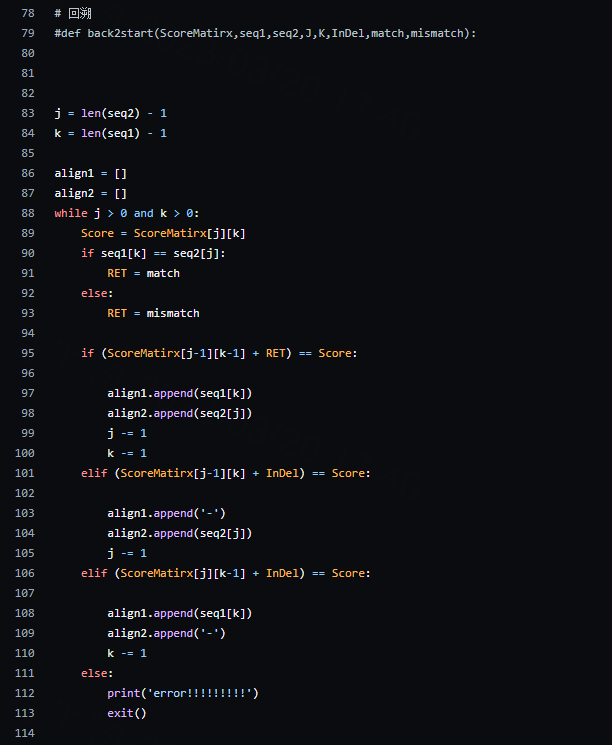 78 # 回溯
79 #def back2start(ScoreMatirx,seq1,seq2,J,K,InDel,match,mismatch):
80
81
82
83 j = len(seq2) - 1
84 k = len(seq1) - 1
85
86 align1 = []
87 align2 = []
88 while j > 0 and k > 0:
89     Score = ScoreMatirx[j][k]
90     if seq1[k] == seq2[j]:
91         RET = match
92     else:
93         RET = mismatch
94
95     if (ScoreMatirx[j-1][k-1] + RET) == Score:
96
97         align1.append(seq1[k])
98         align2.append(seq2[j])
99         j -= 1
100         k -= 1
101     elif (ScoreMatirx[j-1][k] + InDel) == Score:
102
103         align1.append('-')
104         align2.append(seq2[j])
105         j -= 1
106     elif (ScoreMatirx[j][k-1] + InDel) == Score:
107
108         align1.append(seq1[k])
109         align2.append('-')
110         k -= 1
111     else:
112         print('error!!!!!!!!!')
113         exit()
114